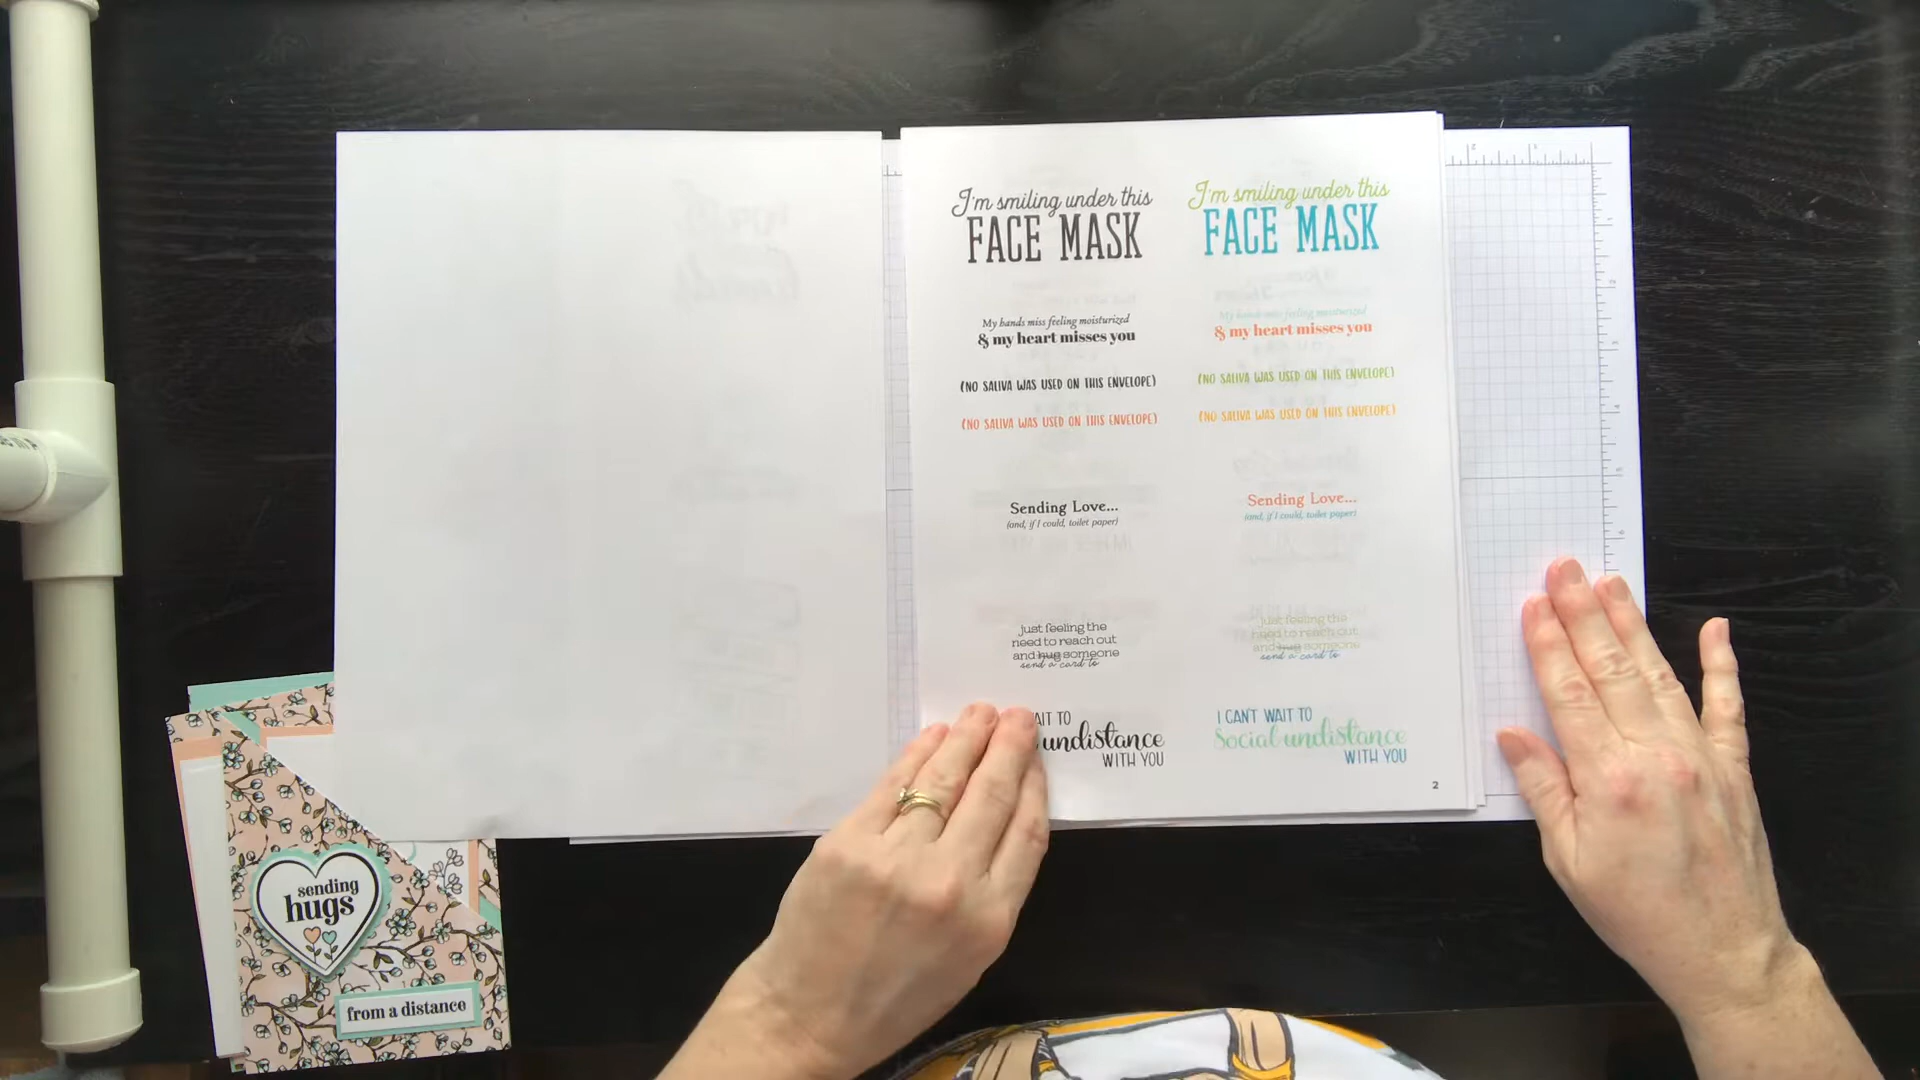 I'm smiling under this
FACE MASK
My hands miss feeling moisturized
& my heart misses you
(NO SALIVA WAS USED ON THIS ENVELOPE)
(NO SALIVA WAS USED ON THIS ENVELOPE)
Sending Love...
(and, if I could, toilet paper)
just feeling the
need to reach out
and hug someone
send a card to
AIT TO
undistance
WITH YOU
I'm smiling under this
FACE MASK
My hands miss feeling moisturized
& my heart misses you
(NO SALIVA WAS USED ON THIS ENVELOPE)
(NO SALIVA WAS USED ON THIS ENVELOPE)
Sending Love...
(and, if I could, toilet paper)
just feeling the
need to reach out
and hug someone
send a card to
I CAN'T WAIT TO
Social undistance
WITH YOU
2
sending
hugs
from a distance